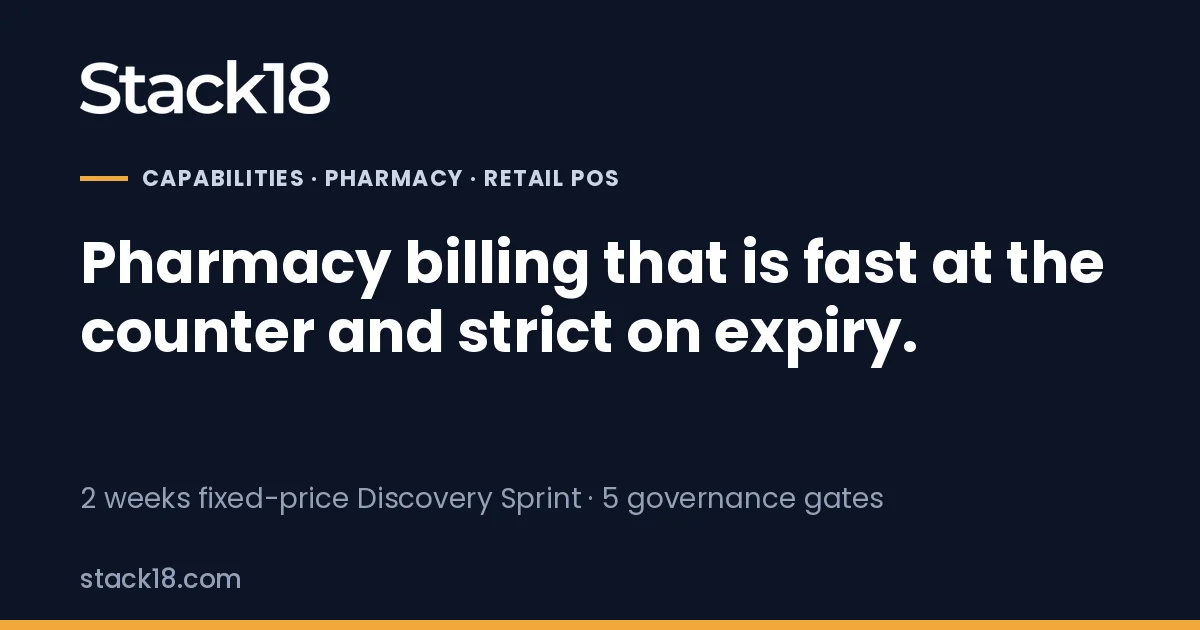 Stack18
CAPABILITIES · PHARMACY · RETAIL POS
Pharmacy billing that is fast at the
counter and strict on expiry.
2 weeks fixed-price Discovery Sprint · 5 governance gates
stack18.com